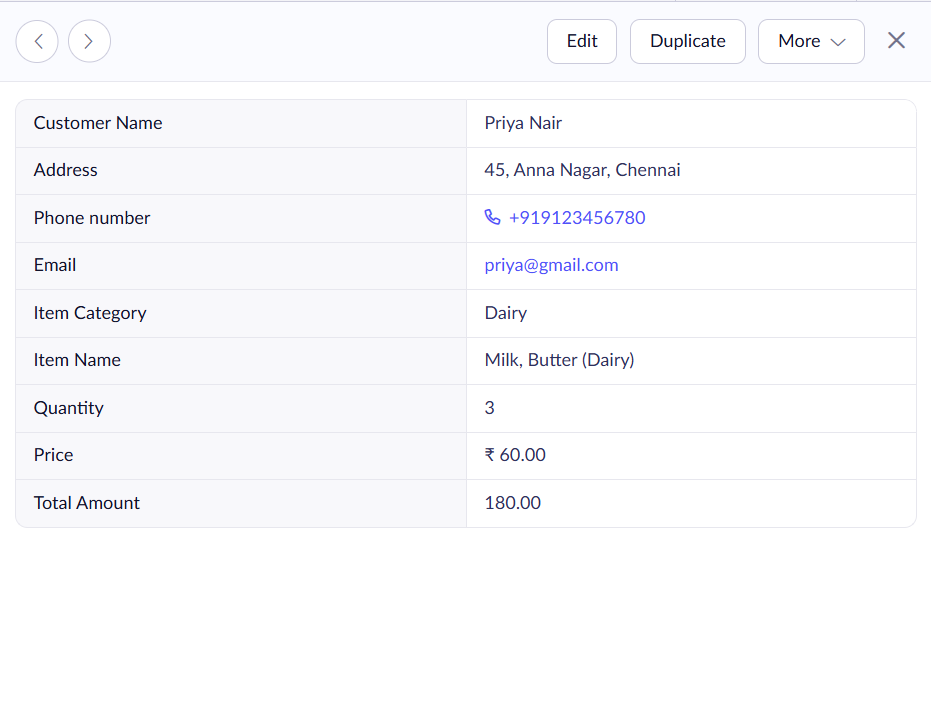 Edit Duplicate More
Customer Name Priya Nair
Address 45, Anna Nagar, Chennai
Phone number +919123456780
Email priya@gmail.com
Item Category Dairy
Item Name Milk, Butter (Dairy)
Quantity 3
Price ₹ 60.00
Total Amount 180.00